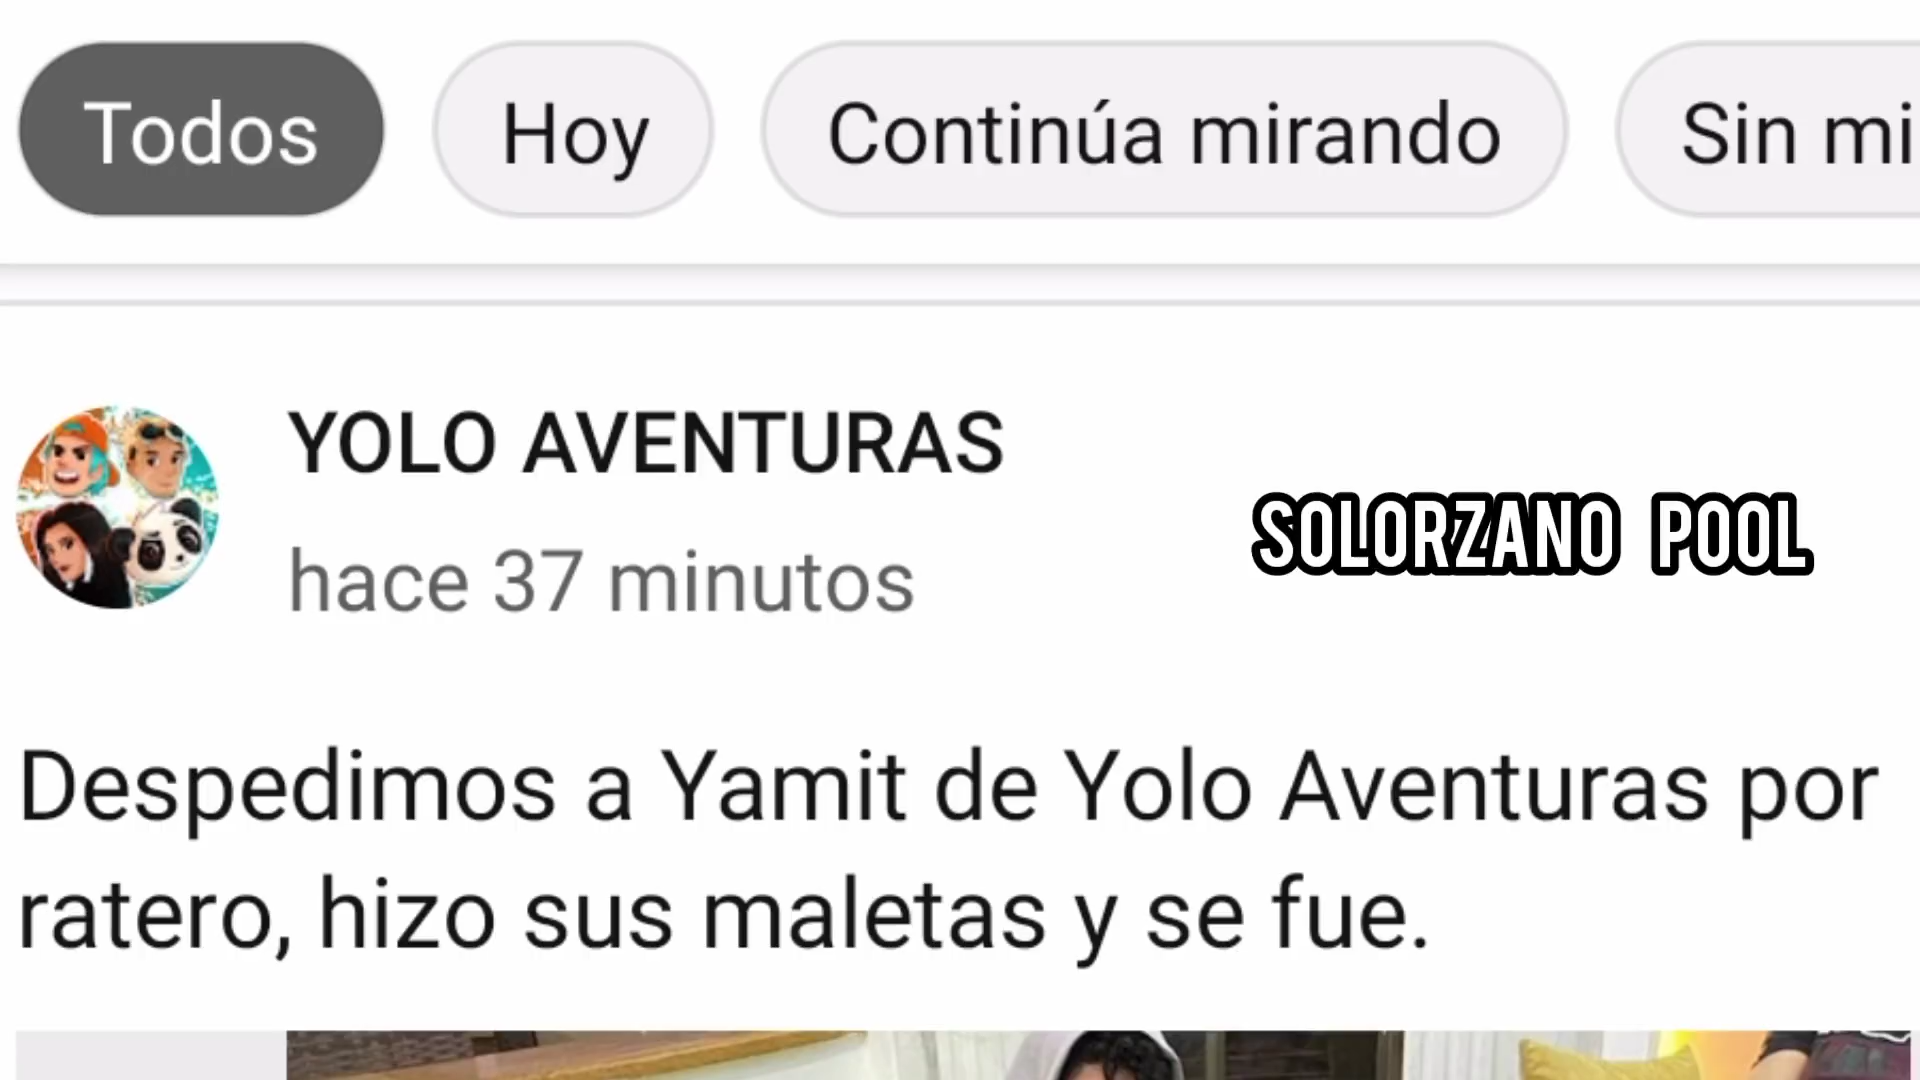 Todos Hoy Continúa mirando Sin mi
YOLO AVENTURAS
hace 37 minutos
SOLORZANO POOL
Despedimos a Yamit de Yolo Aventuras por
ratero, hizo sus maletas y se fue.